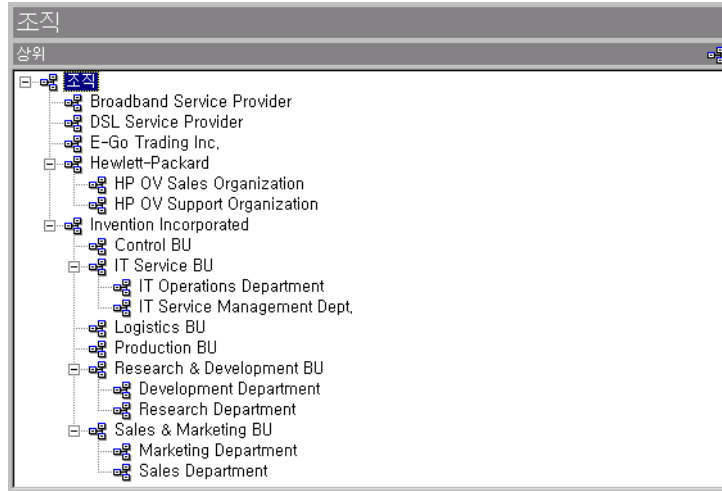 조직
상위
조직
Broadband Service Provider
DSL Service Provider
E-Go Trading Inc,
Hewlett-Packard
HP OV Sales Organization
HP OV Support Organization
Invention Incorporated
Control BU
IT Service BU
IT Operations Department
IT Service Management Dept,
Logistics BU
Production BU
Research & Development BU
Development Department
Research Department
Sales & Marketing BU
Marketing Department
Sales Department